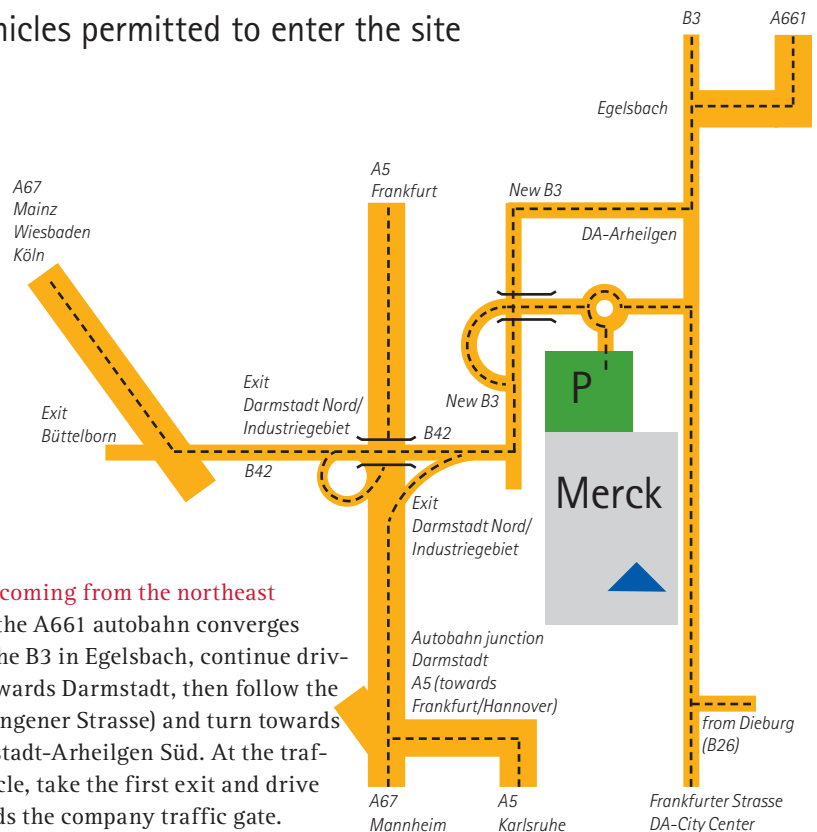 hicles permitted to enter the site
B3
A661
Egelsbach
A5
Frankfurt
A67
Mainz
Wiesbaden
Köln
New B3
DA-Arheilgen
P
Exit
Darmstadt Nord/
Industriegebiet
New B3
Exit
Büttelborn
B42
B42
Merck
Exit
Darmstadt Nord/
Industriegebiet
coming from the northeast
the A661 autobahn converges
he B3 in Egelsbach, continue driv-
wards Darmstadt, then follow the
ngener Strasse) and turn towards
stadt-Arheilgen Süd. At the traf-
cle, take the first exit and drive
ds the company traffic gate.
Autobahn junction
Darmstadt
A5 (towards
Frankfurt/Hannover)
from Dieburg
(B26)
A67
Mannheim
A5
Karlsruhe
Frankfurter Strasse
DA-City Center